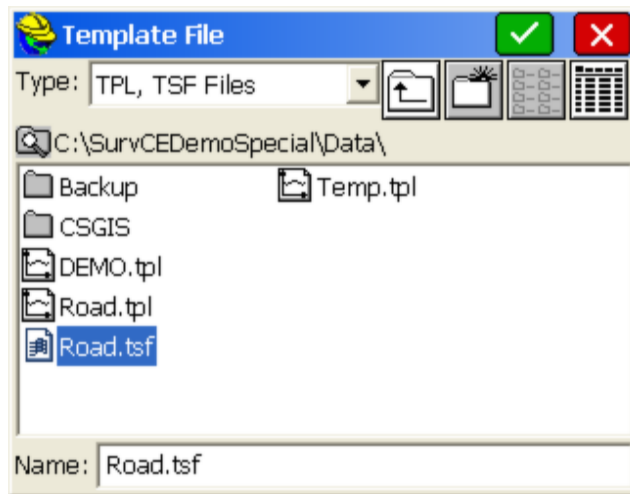 Template File
Type: TPL, TSF Files
C:\SurvCEDemoSpecial\Data\
Backup
CSGIS
DEMO.tpl
Road.tpl
Road.tsf
Temp.tpl
Name: Road.tsf